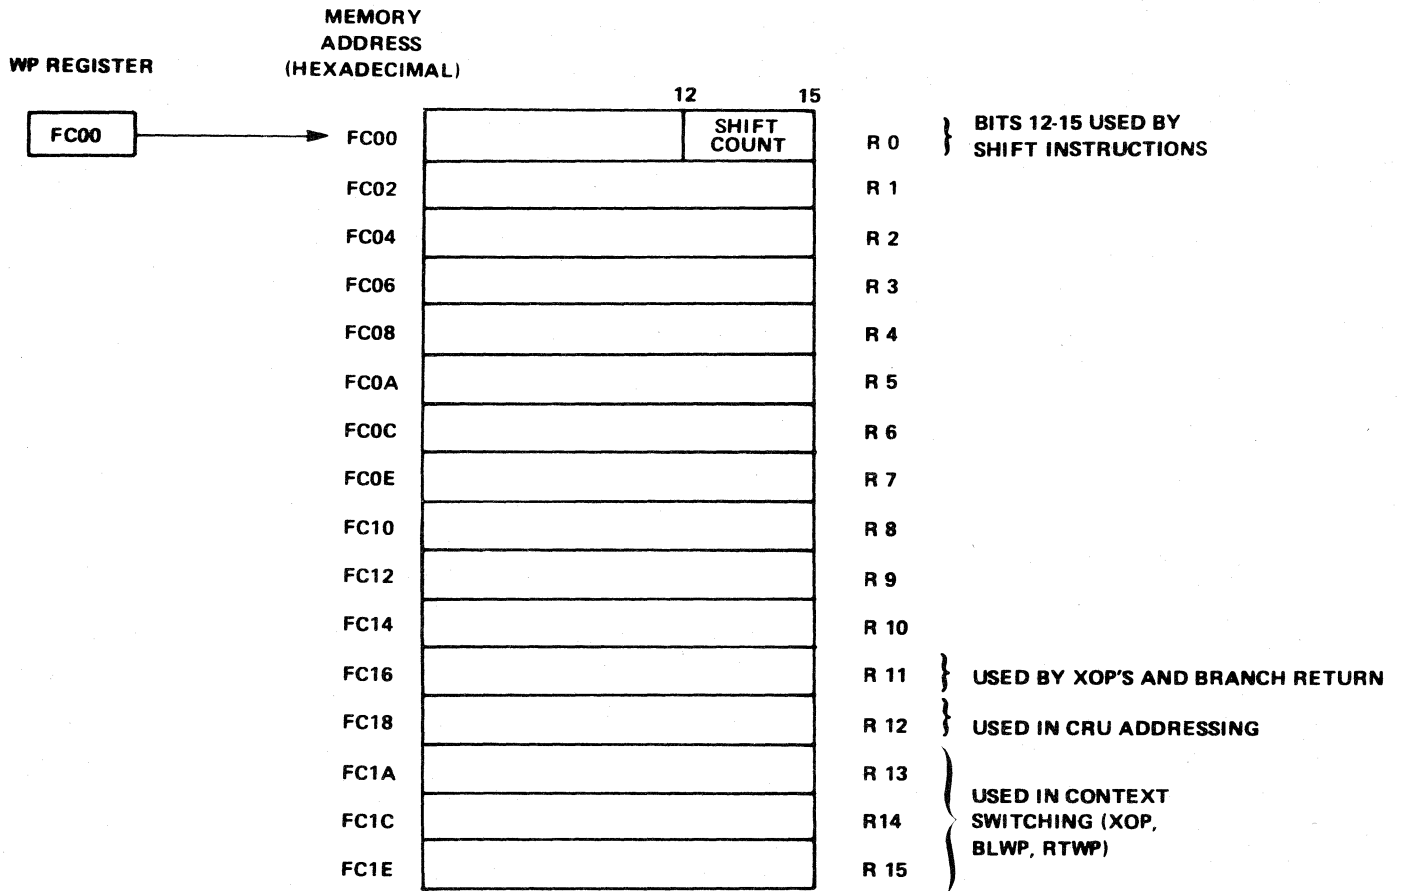 MEMORY
ADDRESS
WP REGISTER (HEXADECIMAL)
12 15
FC00 FC00 SHIFT COUNT R 0 BITS 12-15 USED BY
SHIFT INSTRUCTIONS
FC02 R 1
FC04 R 2
FC06 R 3
FC08 R 4
FC0A R 5
FC0C R 6
FC0E R 7
FC10 R 8
FC12 R 9
FC14 R 10
FC16 R 11 USED BY XOP'S AND BRANCH RETURN
FC18 R 12 USED IN CRU ADDRESSING
FC1A R 13
USED IN CONTEXT
FC1C R14 SWITCHING (XOP,
BLWP, RTWP)
FC1E R 15